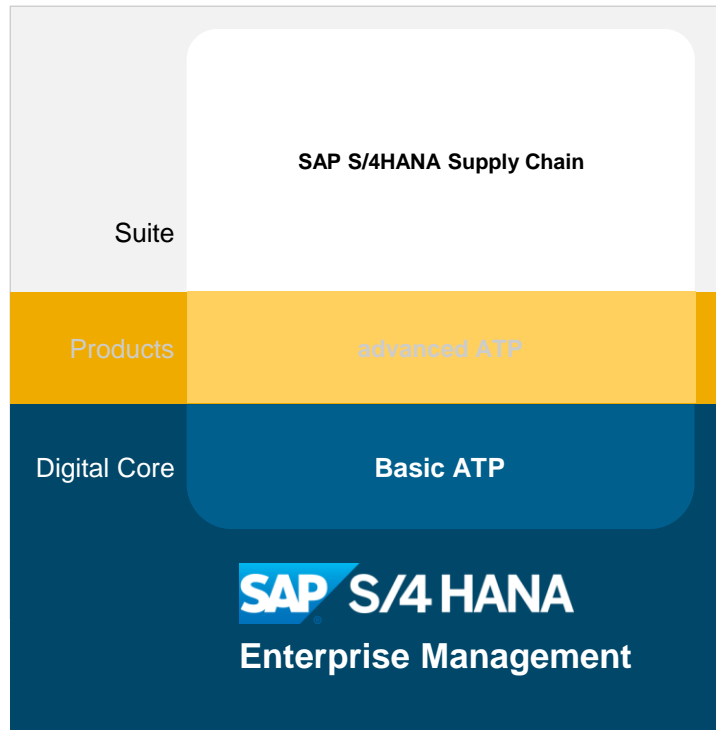 SAP S/4HANA Supply Chain
Suite
Products advanced ATP
Digital Core Basic ATP
SAP® S/4 HANA
Enterprise Management